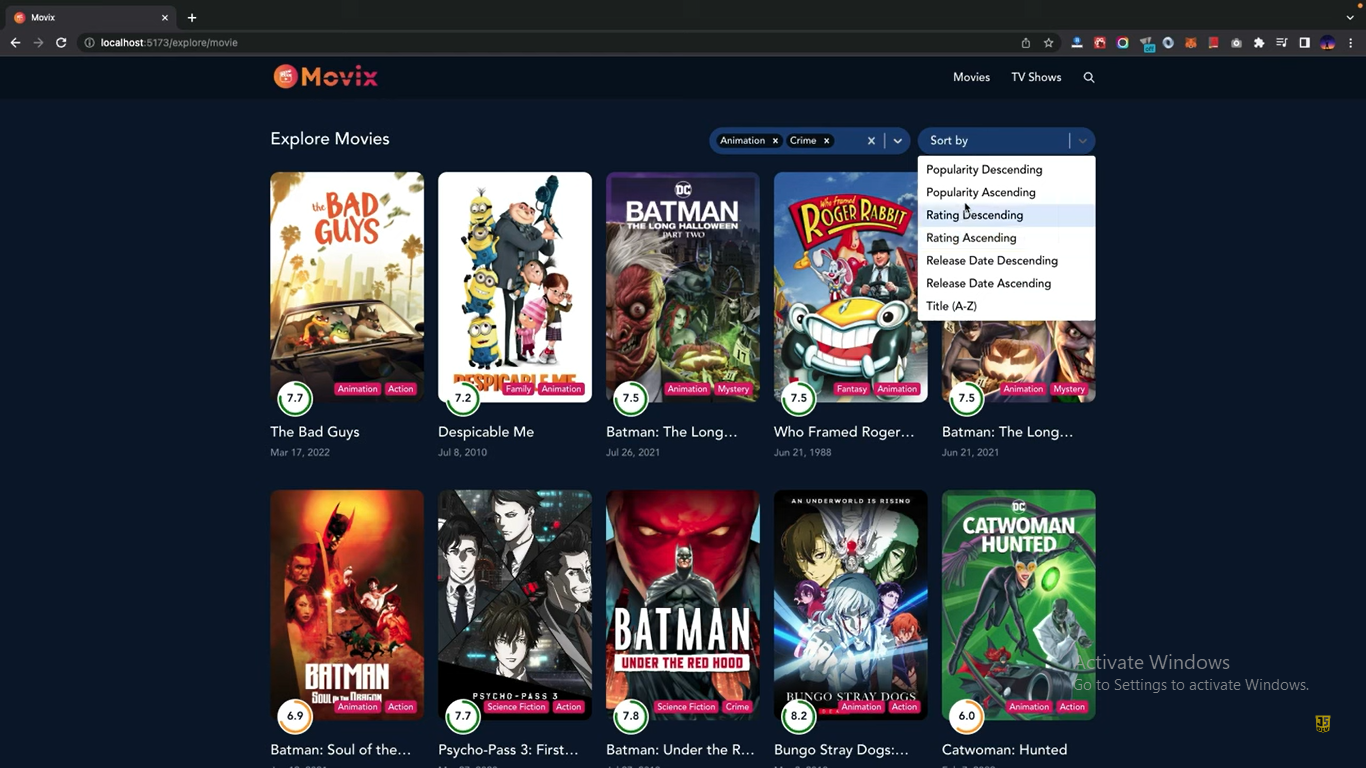 Movix
localhost:5173/explore/movie
Movix
Movies TV Shows
Explore Movies
Animation Crime
Sort by
Popularity Descending
Popularity Ascending
Rating Descending
Rating Ascending
Release Date Descending
Release Date Ascending
Title (A-Z)
the BAD GUYS
DESPICABLE ME
DC
BATMAN
THE LONG HALLOWEEN
PART TWO
Who Framed
ROGER RABBIT
7.7 Animation Action
7.2 Family Animation
7.5 Animation Mystery
7.5 Fantasy Animation
7.5 Animation Mystery
The Bad Guys
Mar 17, 2022
Despicable Me
Jul 8, 2010
Batman: The Long...
Jul 26, 2021
Who Framed Roger...
Jun 21, 1988
Batman: The Long...
Jun 21, 2021
BATMAN
SOUL OF THE DRAGON
PSYCHO-PASS 3
BATMAN
UNDER THE RED HOOD
AN UNDERWORLD IS RISING
BUNGO STRAY DOGS
DC
CATWOMAN
HUNTED
6.9 Animation Action
7.7 Science Fiction Action
7.8 Science Fiction Crime
8.2 Animation Action
6.0 Animation Action
Batman: Soul of the...
Psycho-Pass 3: First...
Batman: Under the R...
Bungo Stray Dogs:...
Catwoman: Hunted
Activate Windows
Go to Settings to activate Windows.